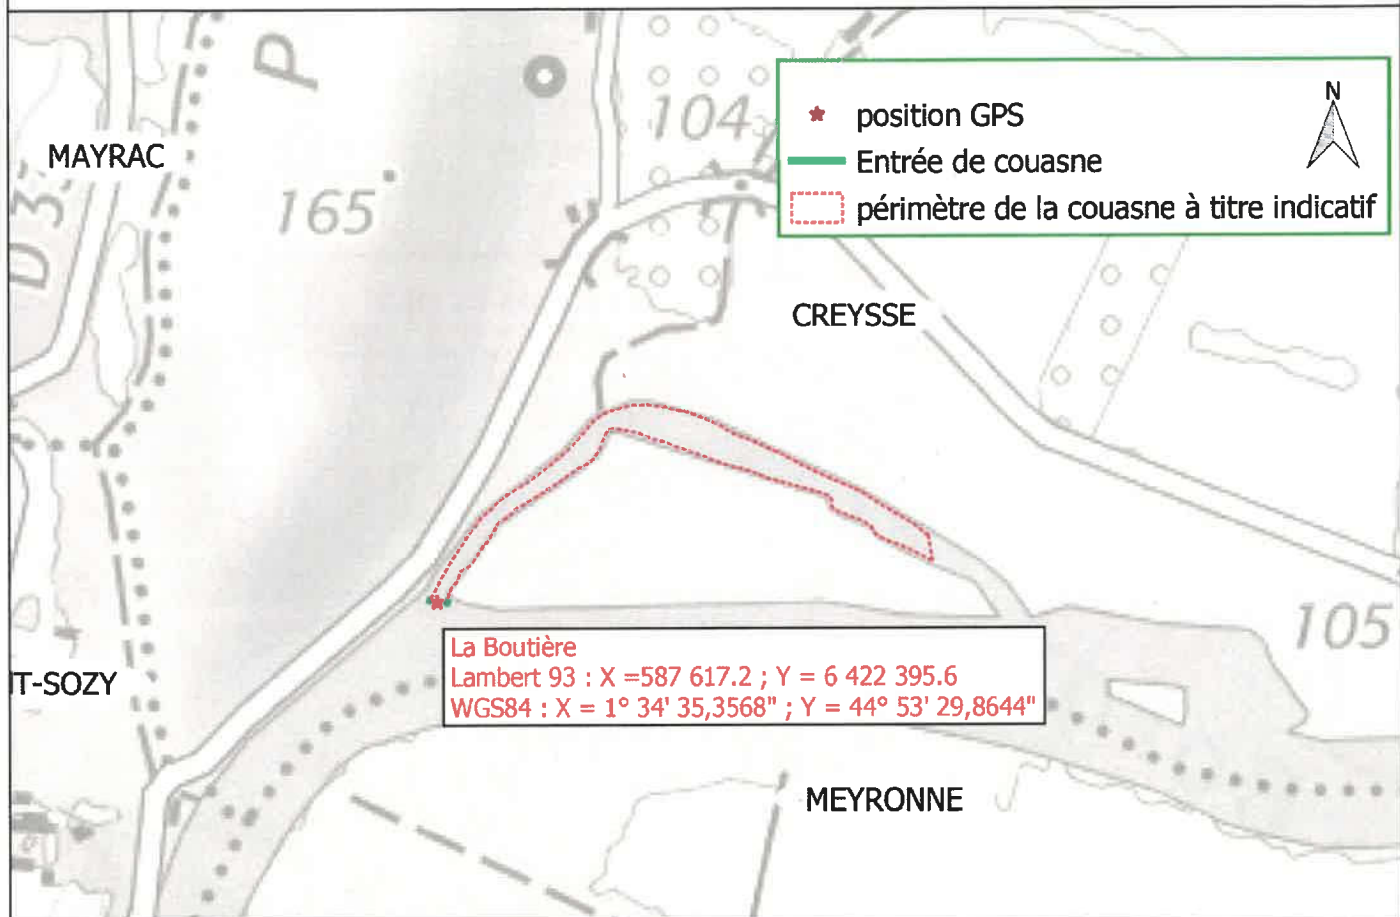 P
104
position GPS
N
Entrée de couasne
périmètre de la couasne à titre indicatif
MAYRAC
165
D
CREYSSE
105
La Boutière
Lambert 93 : X =587 617.2 ; Y = 6 422 395.6
WGS84 : X = 1° 34' 35,3568" ; Y = 44° 53' 29,8644"
T-SOZY
MEYRONNE